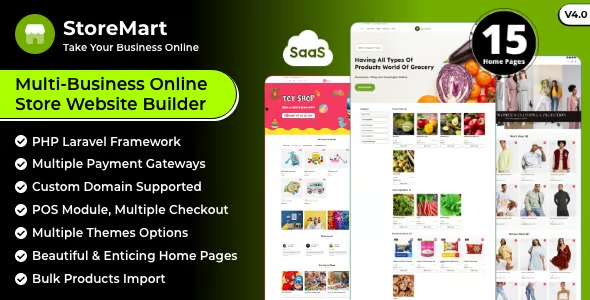 StoreMart
Take Your Business Online
Multi-Business Online
Store Website Builder
PHP Laravel Framework
Multiple Payment Gateways
Custom Domain Supported
POS Module, Multiple Checkout
Multiple Themes Options
Beautiful & Enticing Home Pages
Bulk Products Import
SaaS
TOY SHOP
Having All Types Of
Products World Of Grocery
15
Home Pages
V4.0